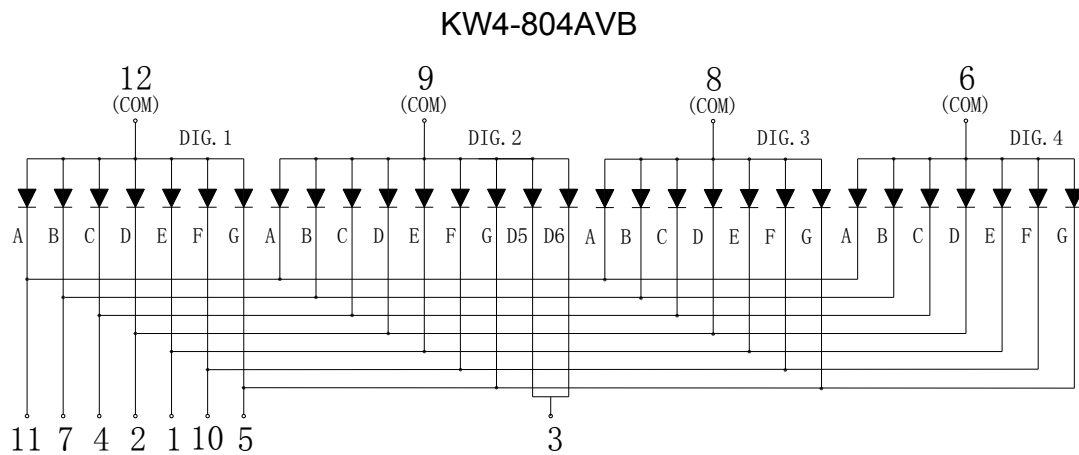 KW4-804AVB
12 9 8 6
(COM) (COM) (COM) (COM)
DIG.1 DIG.2 DIG.3 DIG.4
A B C D E F G A B C D E F G D5 D6 A B C D E F G A B C D E F G
11 7 4 2 1 10 5 3